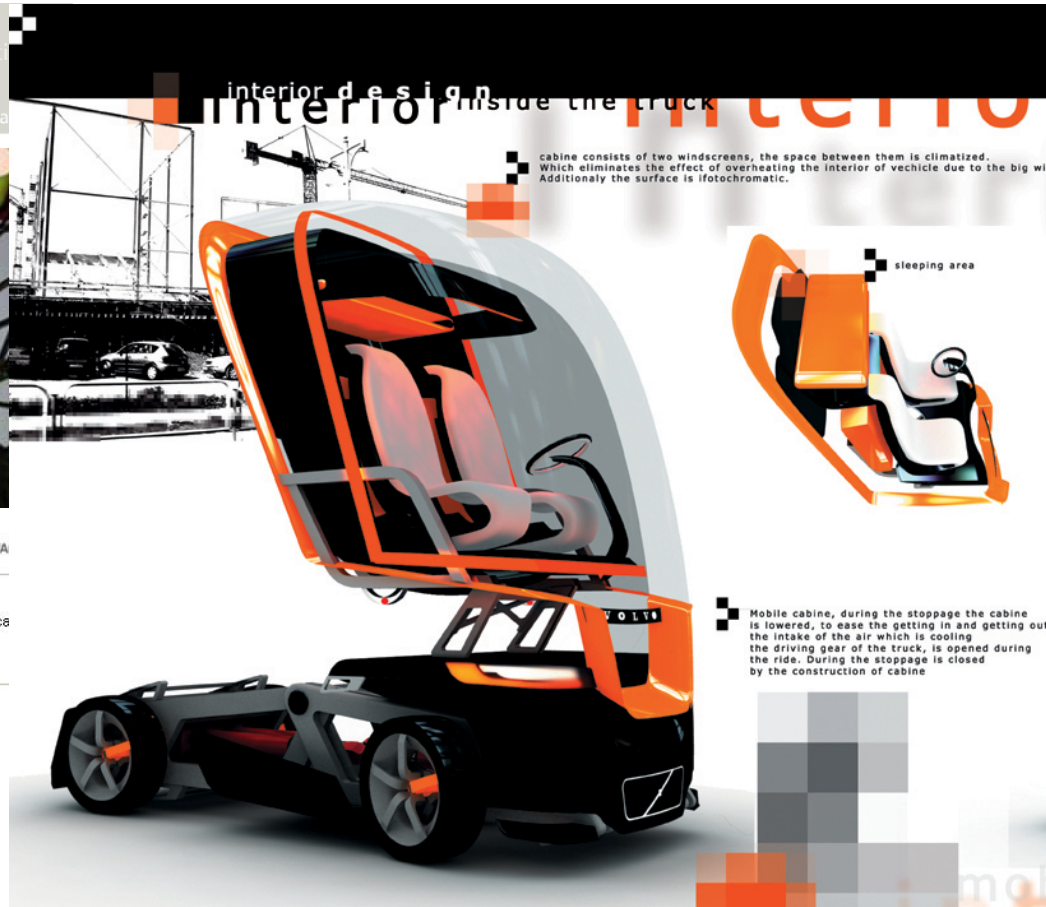 interior design
interior inside the truck
interio
cabine consists of two windscreens, the space between them is climatized.
Which eliminates the effect of overheating the interior of vechicle due to the big wi
Additionaly the surface is ifotochromatic.
sleeping area
VOLVO
Mobile cabine, during the stoppage the cabine
is lowered, to ease the getting in and getting out
the intake of the air which is cooling
the driving gear of the truck, is opened during
the ride. During the stoppage is closed
by the construction of cabine
mob